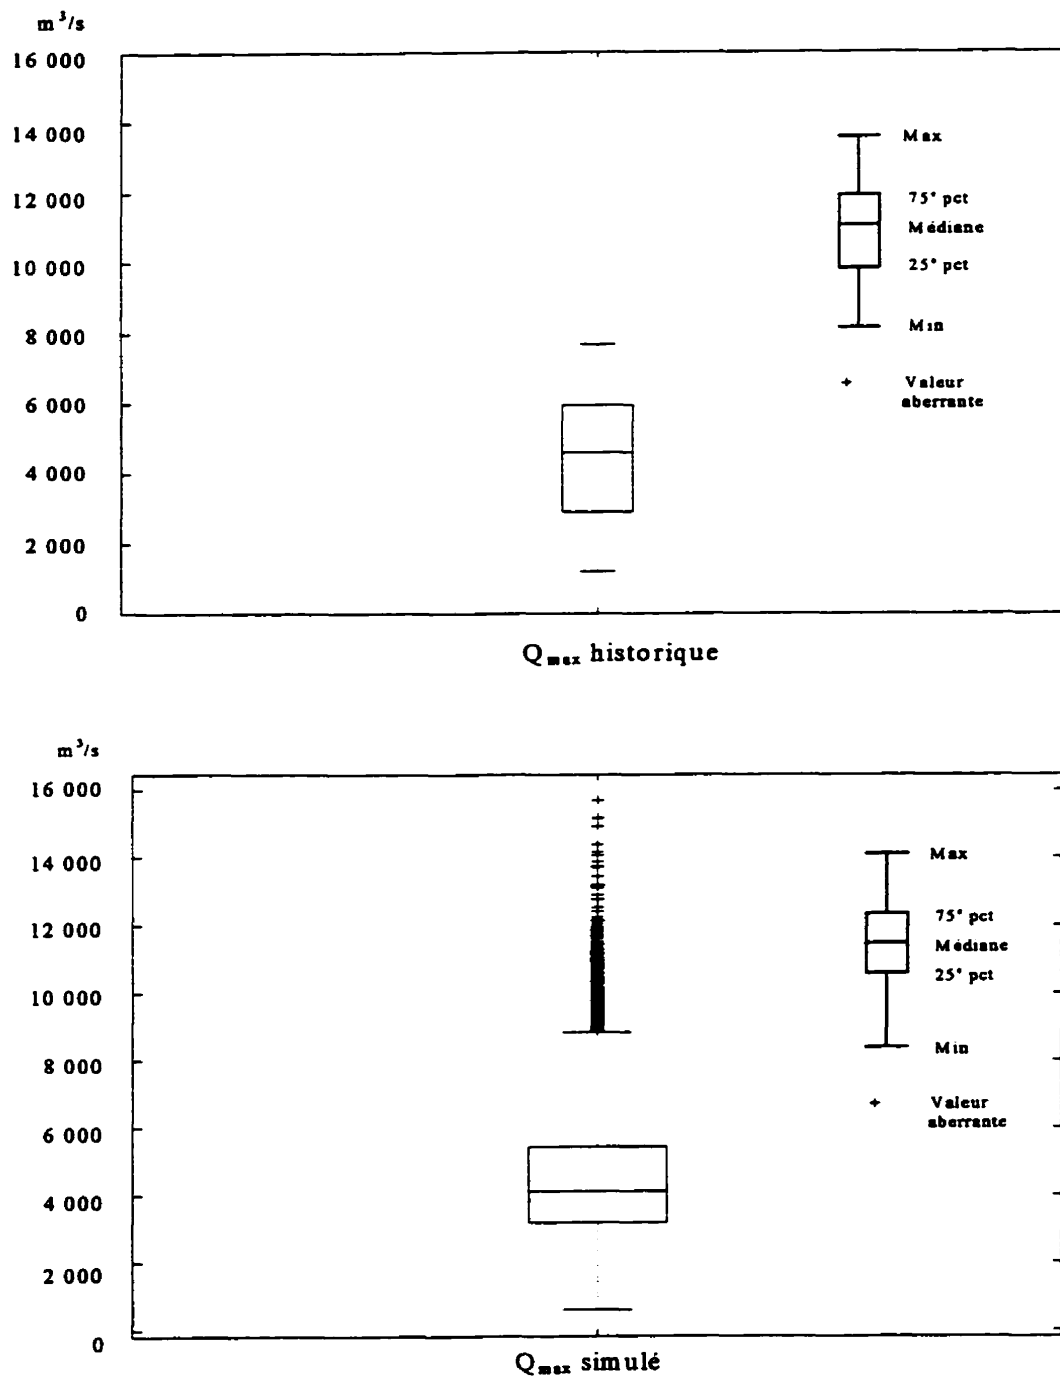 m³/s
16 000
14 000
12 000
10 000
8 000
6 000
4 000
2 000
0
Max
75° pct
Médiane
25° pct
Min
+ Valeur
aberrante
Qmax historique
m³/s
16 000
14 000
12 000
10 000
8 000
6 000
4 000
2 000
0
Max
75° pct
Médiane
25° pct
Min
+ Valeur
aberrante
Qmax simulé